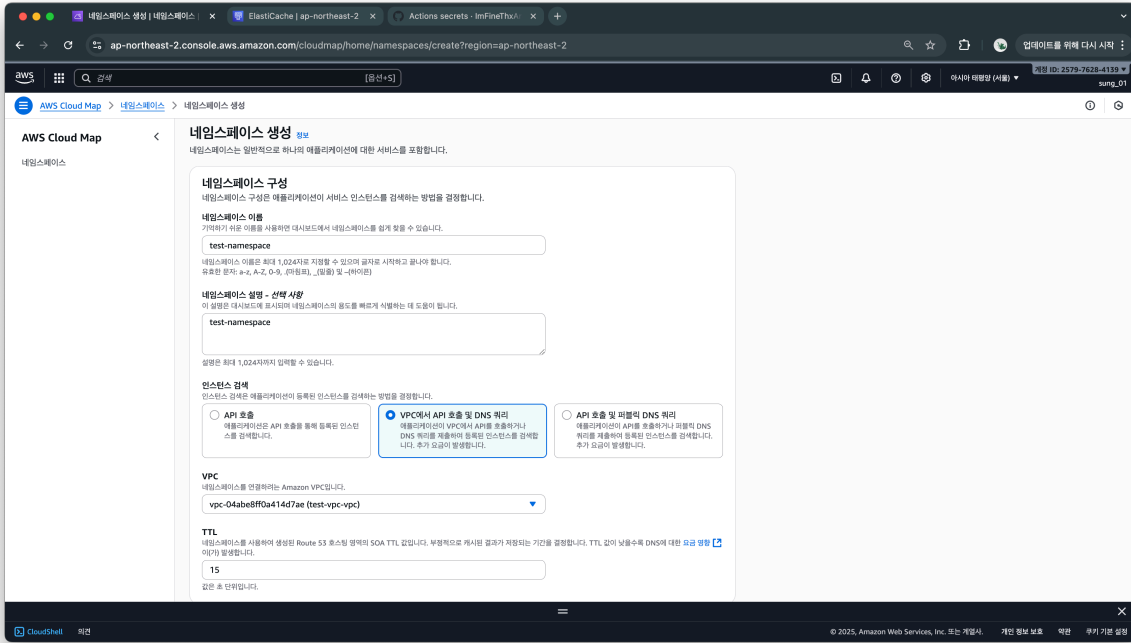 네임스페이스 생성 | 네임스페이스
ElastiCache | ap-northeast-2
Actions secrets · ImFineThxAn
ap-northeast-2.console.aws.amazon.com/cloudmap/home/namespaces/create?region=ap-northeast-2
업데이트를 위해 다시 시작
aws
검색
[옵션+S]
아시아 태평양 (서울)
계정 ID: 2579-7628-4139
sung_01
AWS Cloud Map > 네임스페이스 > 네임스페이스 생성
AWS Cloud Map
네임스페이스
네임스페이스 생성 정보
네임스페이스는 일반적으로 하나의 애플리케이션에 대한 서비스를 포함합니다.
네임스페이스 구성
네임스페이스 구성은 애플리케이션이 서비스 인스턴스를 검색하는 방법을 결정합니다.
네임스페이스 이름
기억하기 쉬운 이름을 사용하면 대시보드에서 네임스페이스를 쉽게 찾을 수 있습니다.
test-namespace
네임스페이스 이름은 최대 1,024자로 지정할 수 있으며 글자로 시작하고 끝나야 합니다.
유효한 문자: a-z, A-Z, 0-9, .(마침표), _(밑줄) 및 -(하이픈)
네임스페이스 설명 - 선택 사항
이 설명은 대시보드에 표시되며 네임스페이스의 용도를 빠르게 식별하는 데 도움이 됩니다.
test-namespace
설명은 최대 1,024자까지 입력할 수 있습니다.
인스턴스 검색
인스턴스 검색은 애플리케이션이 등록된 인스턴스를 검색하는 방법을 결정합니다.
API 호출
애플리케이션은 API 호출을 통해 등록된 인스턴
스를 검색합니다.
VPC에서 API 호출 및 DNS 쿼리
애플리케이션이 VPC에서 API를 호출하거나
DNS 쿼리를 제출하여 등록된 인스턴스를 검색합
니다. 추가 요금이 발생합니다.
API 호출 및 퍼블릭 DNS 쿼리
애플리케이션이 API를 호출하거나 퍼블릭 DNS
쿼리를 제출하여 등록된 인스턴스를 검색합니다.
추가 요금이 발생합니다.
VPC
네임스페이스를 연결하려는 Amazon VPC입니다.
vpc-04abe8ff0a414d7ae (test-vpc-vpc)
TTL
네임스페이스를 사용하여 생성된 Route 53 호스팅 영역의 SOA TTL 값입니다. 부정적으로 캐시된 결과가 저장되는 기간을 결정합니다. TTL 값이 낮을수록 DNS에 대한 요금 영향
이(가) 발생합니다.
15
값은 초 단위입니다.
CloudShell
의견
© 2025, Amazon Web Services, Inc. 또는 계열사.
개인 정보 보호
약관
쿠키 기본 설정